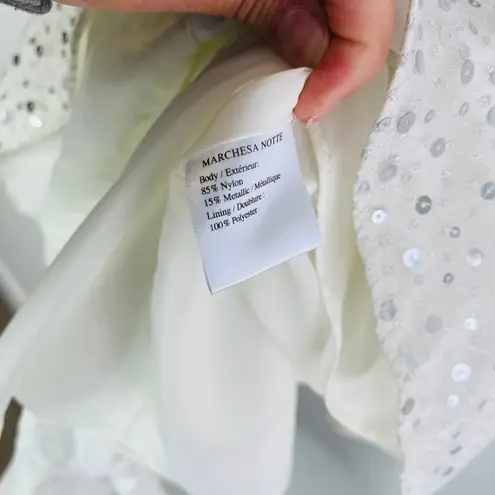 MARCHESA NOTTE
Body / Extérieur:
85% Nylon
15% Metallic / Métallique
Lining / Doublure :
100% Polyester